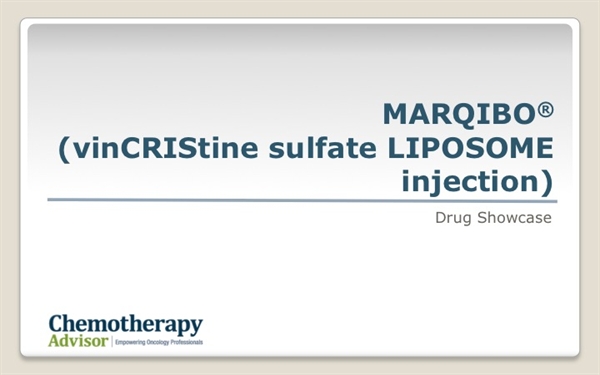 MARQIBO®
(vinCRIStine sulfate LIPOSOME
injection)
Drug Showcase
Chemotherapy
Advisor | Empowering Oncology Professionals